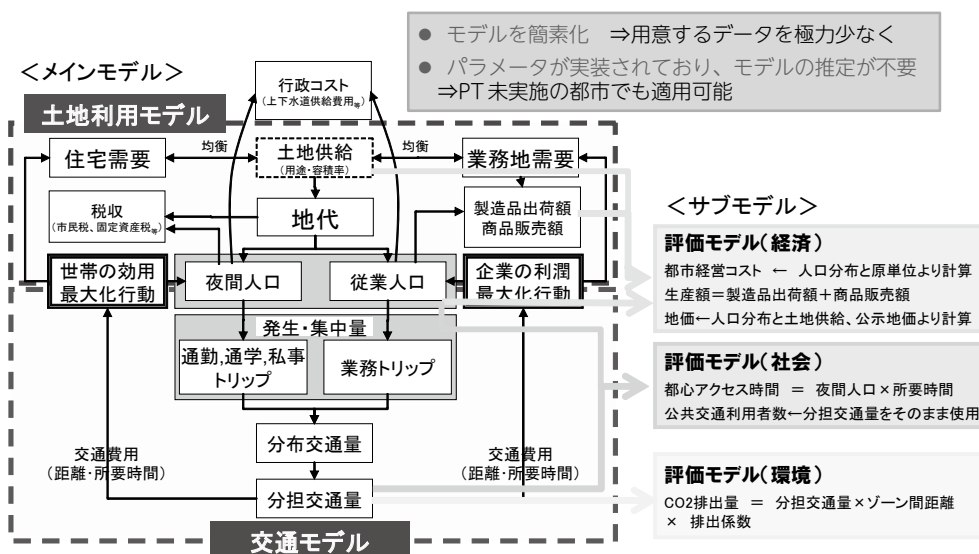 ● モデルを簡素化　⇒用意するデータを極力少なく
● パラメータが実装されており、モデルの推定が不要
⇒PT未実施の都市でも適用可能
＜メインモデル＞
土地利用モデル
行政コスト
(上下水道供給費用等)
住宅需要
均衡
土地供給
(用途・容積率)
均衡
業務地需要
税収
(市民税、固定資産税等)
地代
製造品出荷額
商品販売額
世帯の効用
最大化行動
夜間人口
従業人口
企業の利潤
最大化行動
発生・集中量
通勤,通学,私事
トリップ
業務トリップ
分布交通量
交通費用
(距離・所要時間)
交通費用
(距離・所要時間)
分担交通量
交通モデル
＜サブモデル＞
評価モデル(経済)
都市経営コスト ← 人口分布と原単位より計算
生産額＝製造品出荷額＋商品販売額
地価←人口分布と土地供給、公示地価より計算
評価モデル(社会)
都心アクセス時間 ＝ 夜間人口×所要時間
公共交通利用者数←分担交通量をそのまま使用
評価モデル(環境)
CO2排出量 ＝ 分担交通量×ゾーン間距離
× 排出係数